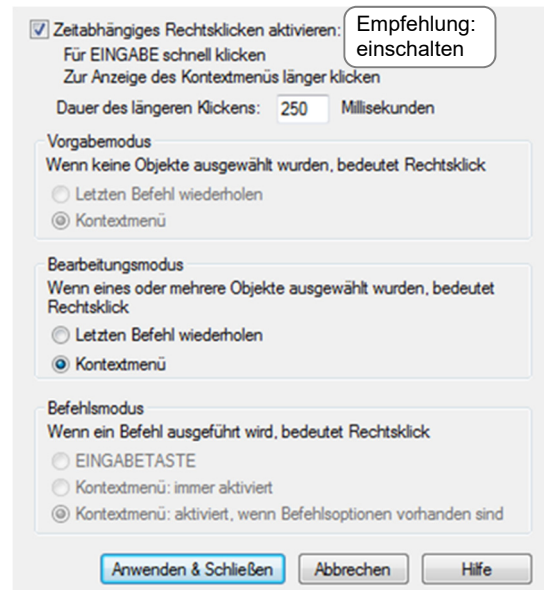 Zeitabhängiges Rechtsklicken aktivieren:
Empfehlung:
einschalten
Für EINGABE schnell klicken
Zur Anzeige des Kontextmenüs länger klicken
Dauer des längeren Klickens: 250 Millisekunden
Vorgabemodus
Wenn keine Objekte ausgewählt wurden, bedeutet Rechtsklick
Letzten Befehl wiederholen
Kontextmenü
Bearbeitungsmodus
Wenn eines oder mehrere Objekte ausgewählt wurden, bedeutet
Rechtsklick
Letzten Befehl wiederholen
Kontextmenü
Befehlsmodus
Wenn ein Befehl ausgeführt wird, bedeutet Rechtsklick
EINGABETASTE
Kontextmenü: immer aktiviert
Kontextmenü: aktiviert, wenn Befehlsoptionen vorhanden sind
Anwenden & Schließen Abbrechen Hilfe